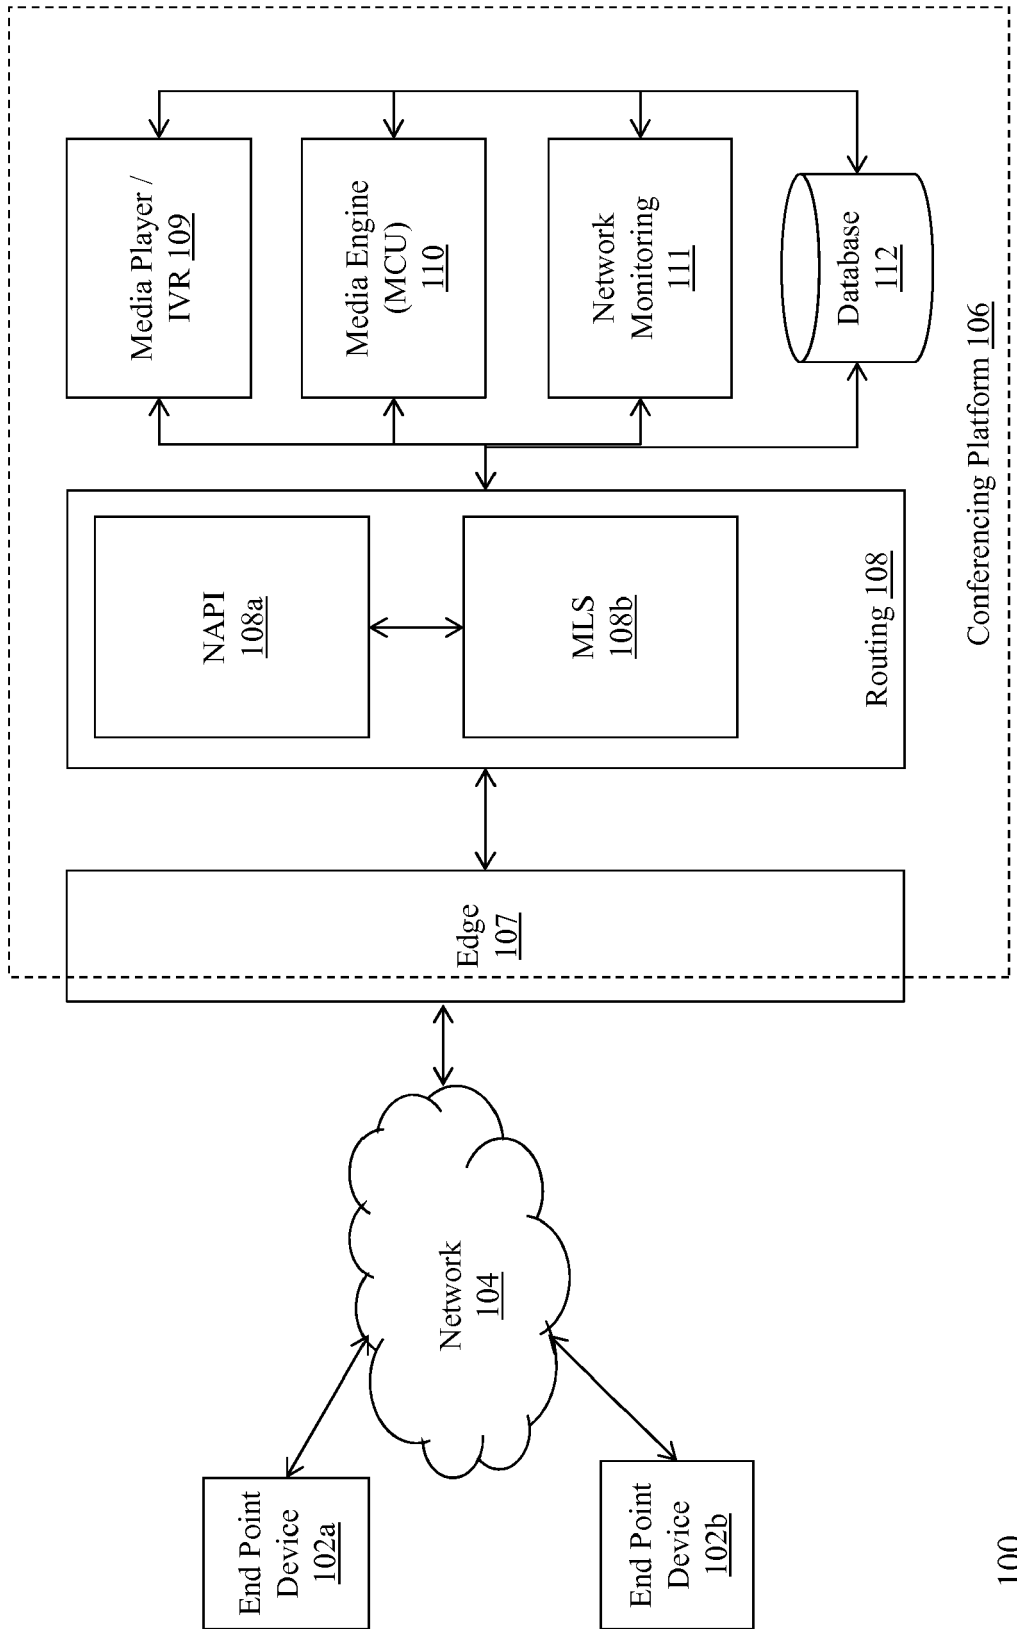 End Point
Device
102a
End Point
Device
102b
Network
104
Edge
107
NAPI
108a
MLS
108b
Routing 108
Media Player /
IVR 109
Media Engine
(MCU)
110
Network
Monitoring
111
Database
112
Conferencing Platform 106
100